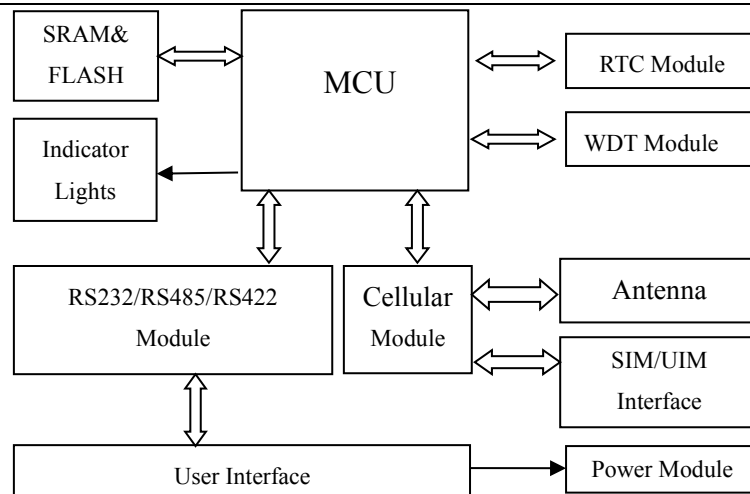 SRAM&
FLASH
MCU
RTC Module
WDT Module
Indicator
Lights
RS232/RS485/RS422
Module
Cellular
Module
Antenna
SIM/UIM
Interface
User Interface
Power Module